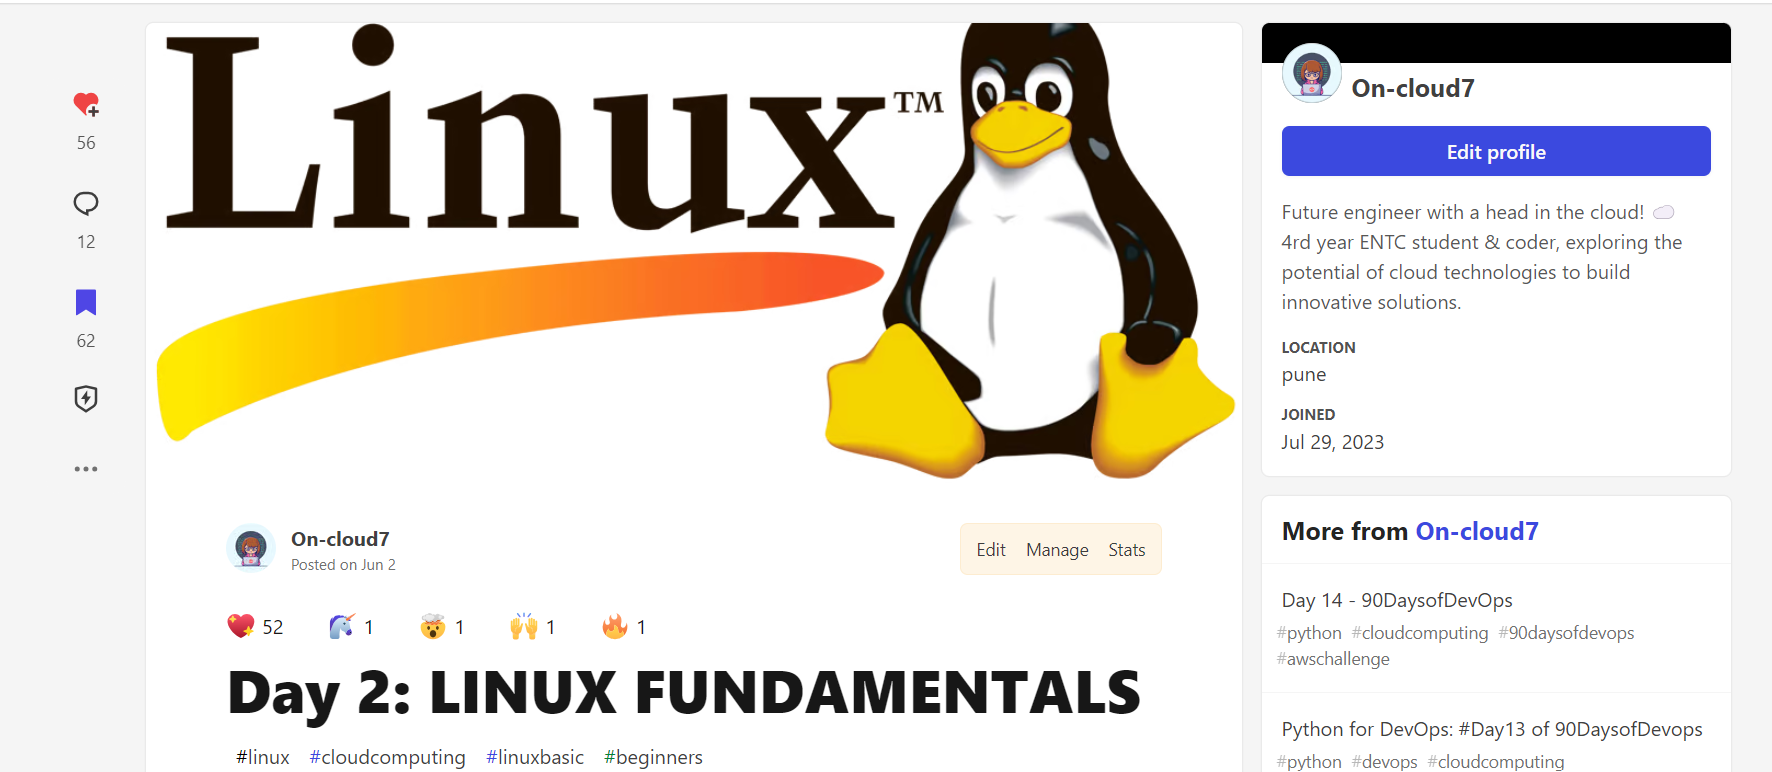 Linux™
56
12
62
On-cloud7
Posted on Jun 2
Edit Manage Stats
52 1 1 1 1
Day 2: LINUX FUNDAMENTALS
#linux #cloudcomputing #linuxbasic #beginners
On-cloud7
Edit profile
Future engineer with a head in the cloud!
4rd year ENTC student & coder, exploring the
potential of cloud technologies to build
innovative solutions.
LOCATION
pune
JOINED
Jul 29, 2023
More from On-cloud7
Day 14 - 90DaysofDevOps
#python #cloudcomputing #90daysofdevops
#awschallenge
Python for DevOps: #Day13 of 90DaysofDevops
#python #devops #cloudcomputing